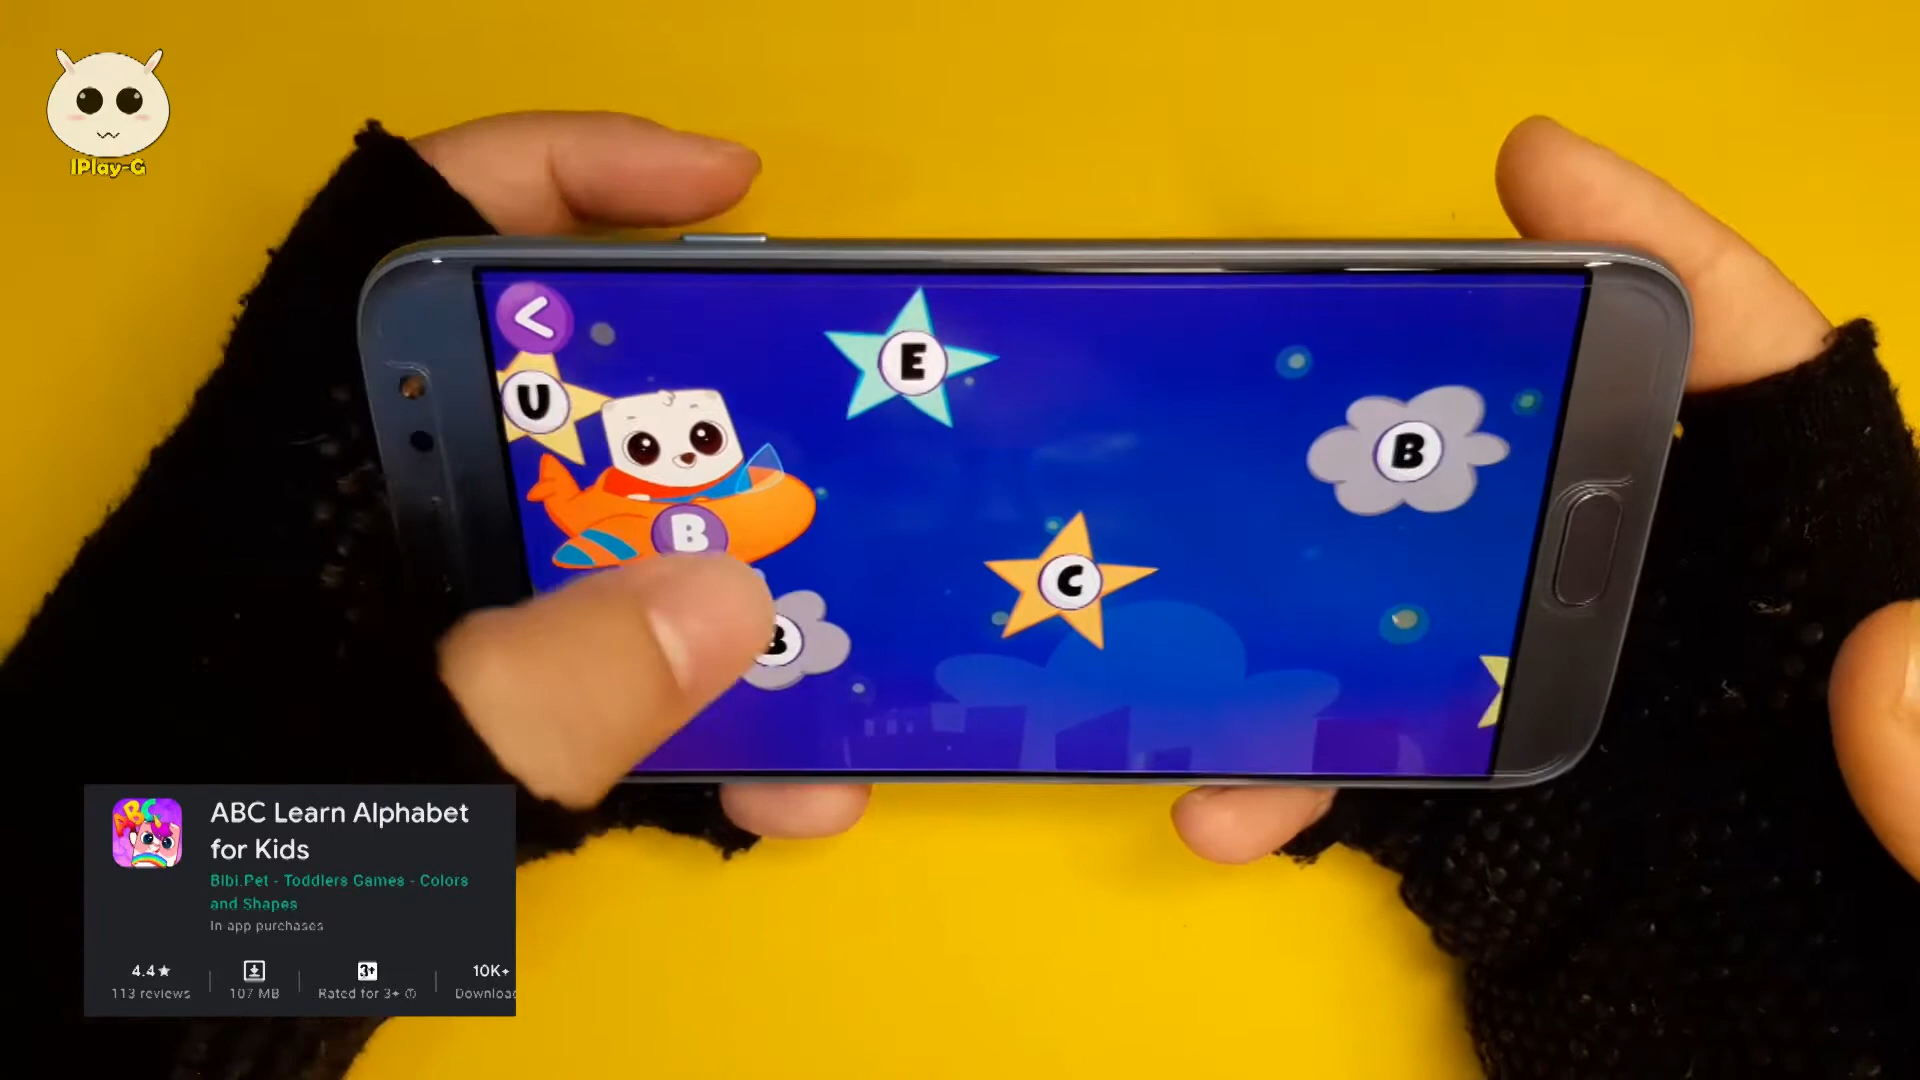 IPlay-G
E
U
B
B
C
B
ABC Learn Alphabet
for Kids
Bibi.Pet - Toddlers Games - Colors
and Shapes
In app purchases
4.4★
3+
10K+
113 reviews
107 MB
Rated for 3+